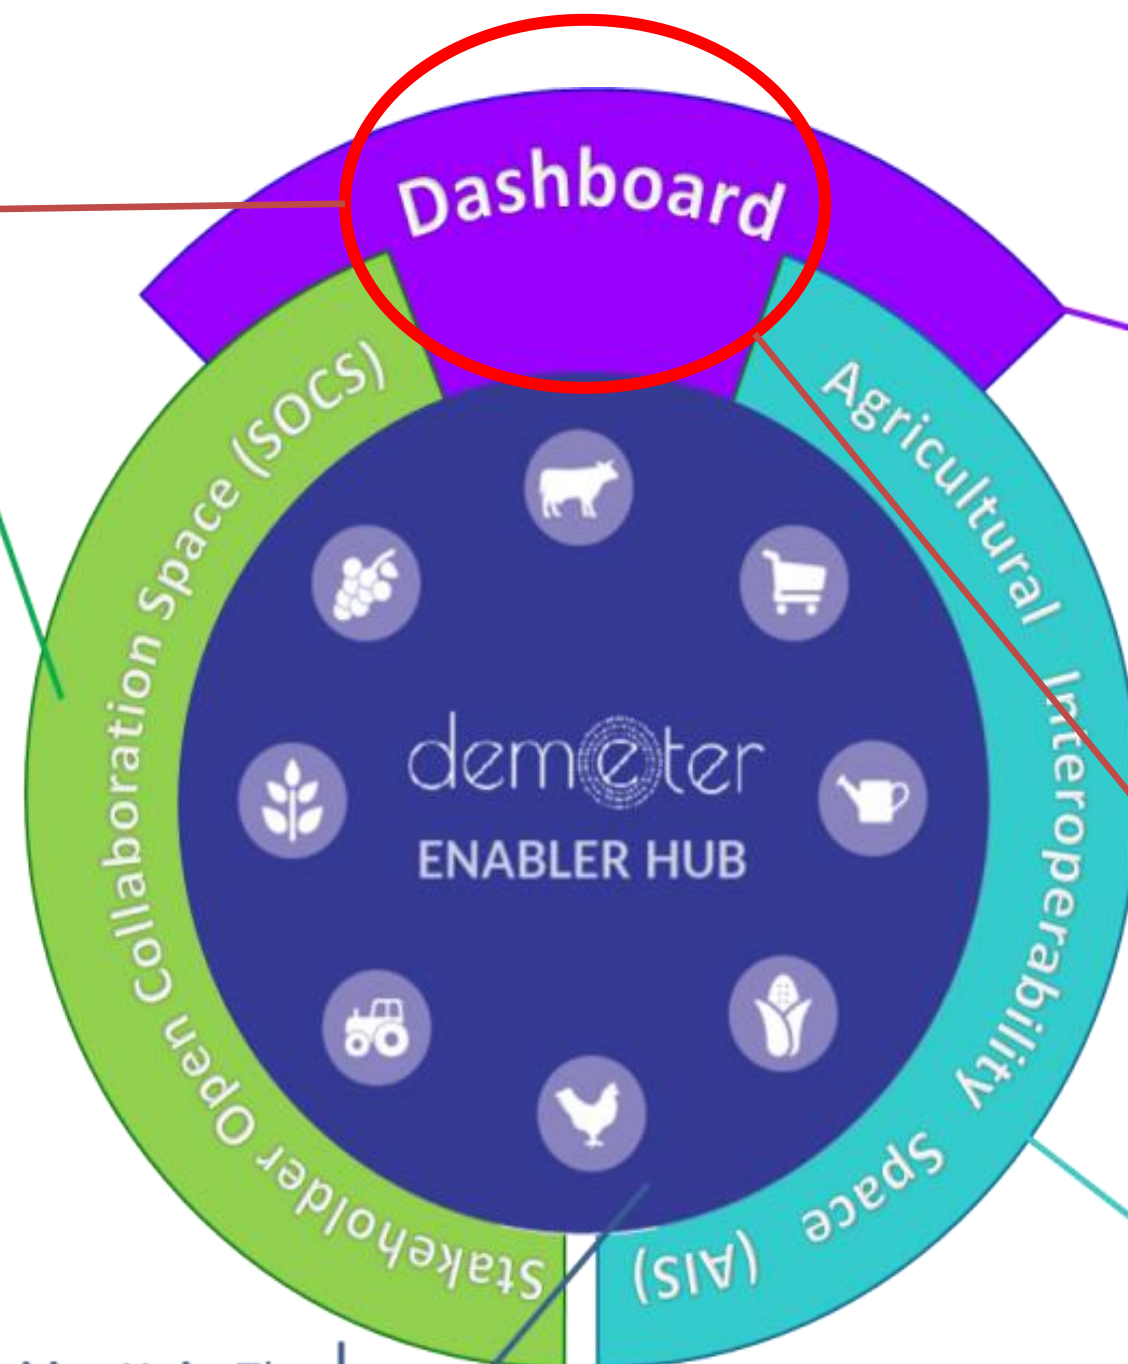 Dashboard
Stakeholder Open Collaboration Space (SOCS)
Agricultural Interoperability Space (AIS)
demeter
ENABLER HUB